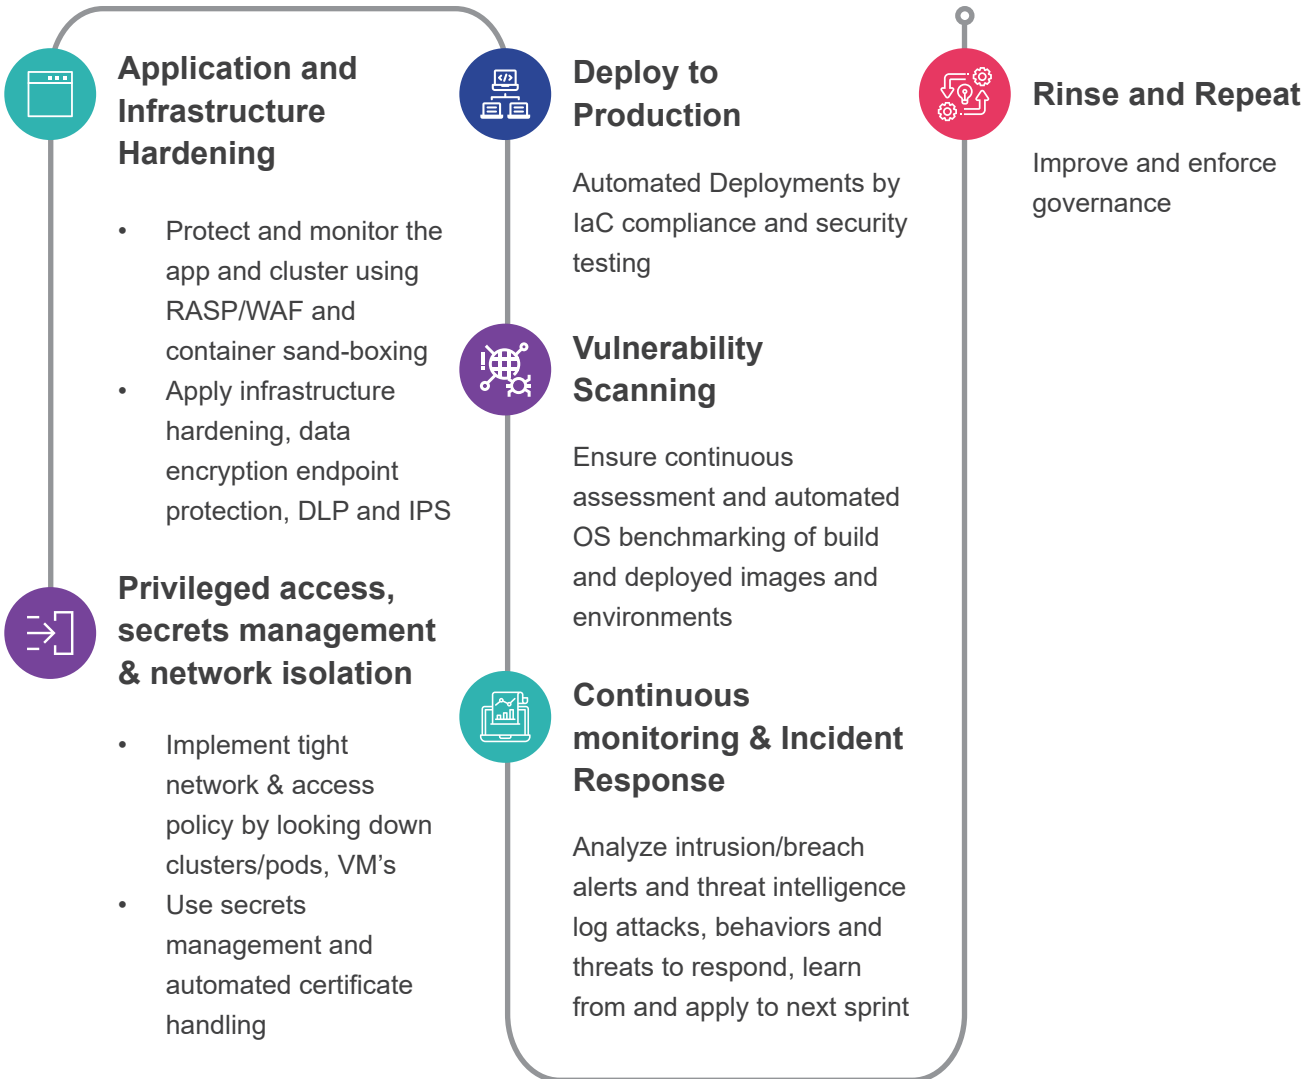 Application and
Infrastructure
Hardening
• Protect and monitor the
app and cluster using
RASP/WAF and
container sand-boxing
• Apply infrastructure
hardening, data
encryption endpoint
protection, DLP and IPS
Privileged access,
secrets management
& network isolation
• Implement tight
network & access
policy by looking down
clusters/pods, VM’s
• Use secrets
management and
automated certificate
handling
Deploy to
Production
Automated Deployments by
IaC compliance and security
testing
Vulnerability
Scanning
Ensure continuous
assessment and automated
OS benchmarking of build
and deployed images and
environments
Continuous
monitoring & Incident
Response
Analyze intrusion/breach
alerts and threat intelligence
log attacks, behaviors and
threats to respond, learn
from and apply to next sprint
Rinse and Repeat
Improve and enforce
governance